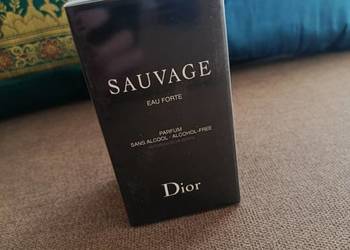 SAUVAGE
EAU FORTE
PARFUM
SANS ALCOOL - ALCOHOL-FREE
Dior